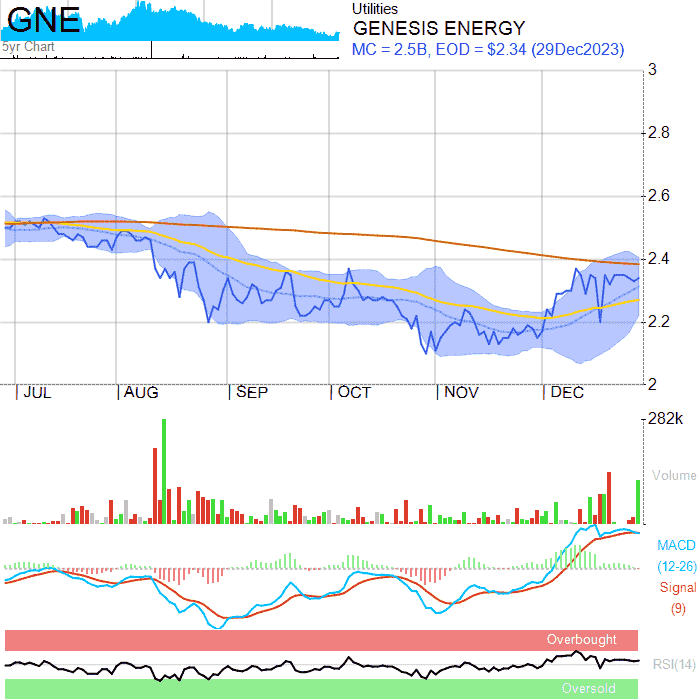 GNE
5yr Chart
Utilities
GENESIS ENERGY
MC = 2.5B, EOD = $2.34 (29Dec2023)
3
2.8
2.6
2.4
2.2
2
JUL AUG SEP OCT NOV DEC
282k
Volume
MACD
(12-26)
Signal
(9)
Overbought
RSI(14)
Oversold